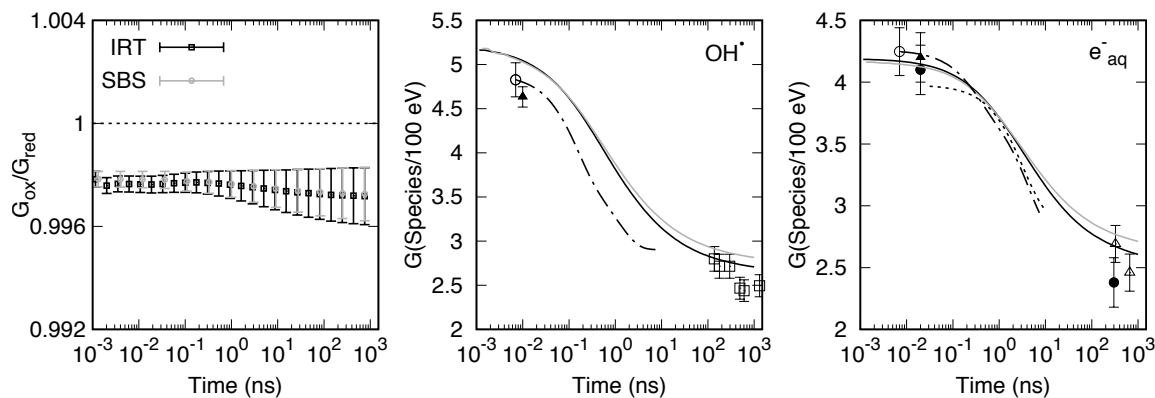 1.004
1
0.996
0.992
G_ox/G_red
IRT
SBS
10^-3 10^-2 10^-1 10^0 10^1 10^2 10^3
Time (ns)
5.5
5
4.5
4
3.5
3
2.5
2
G(Species/100 eV)
OH•
10^-3 10^-2 10^-1 10^0 10^1 10^2 10^3
Time (ns)
4.5
4
3.5
3
2.5
2
G(Species/100 eV)
e^-_aq
10^-3 10^-2 10^-1 10^0 10^1 10^2 10^3
Time (ns)